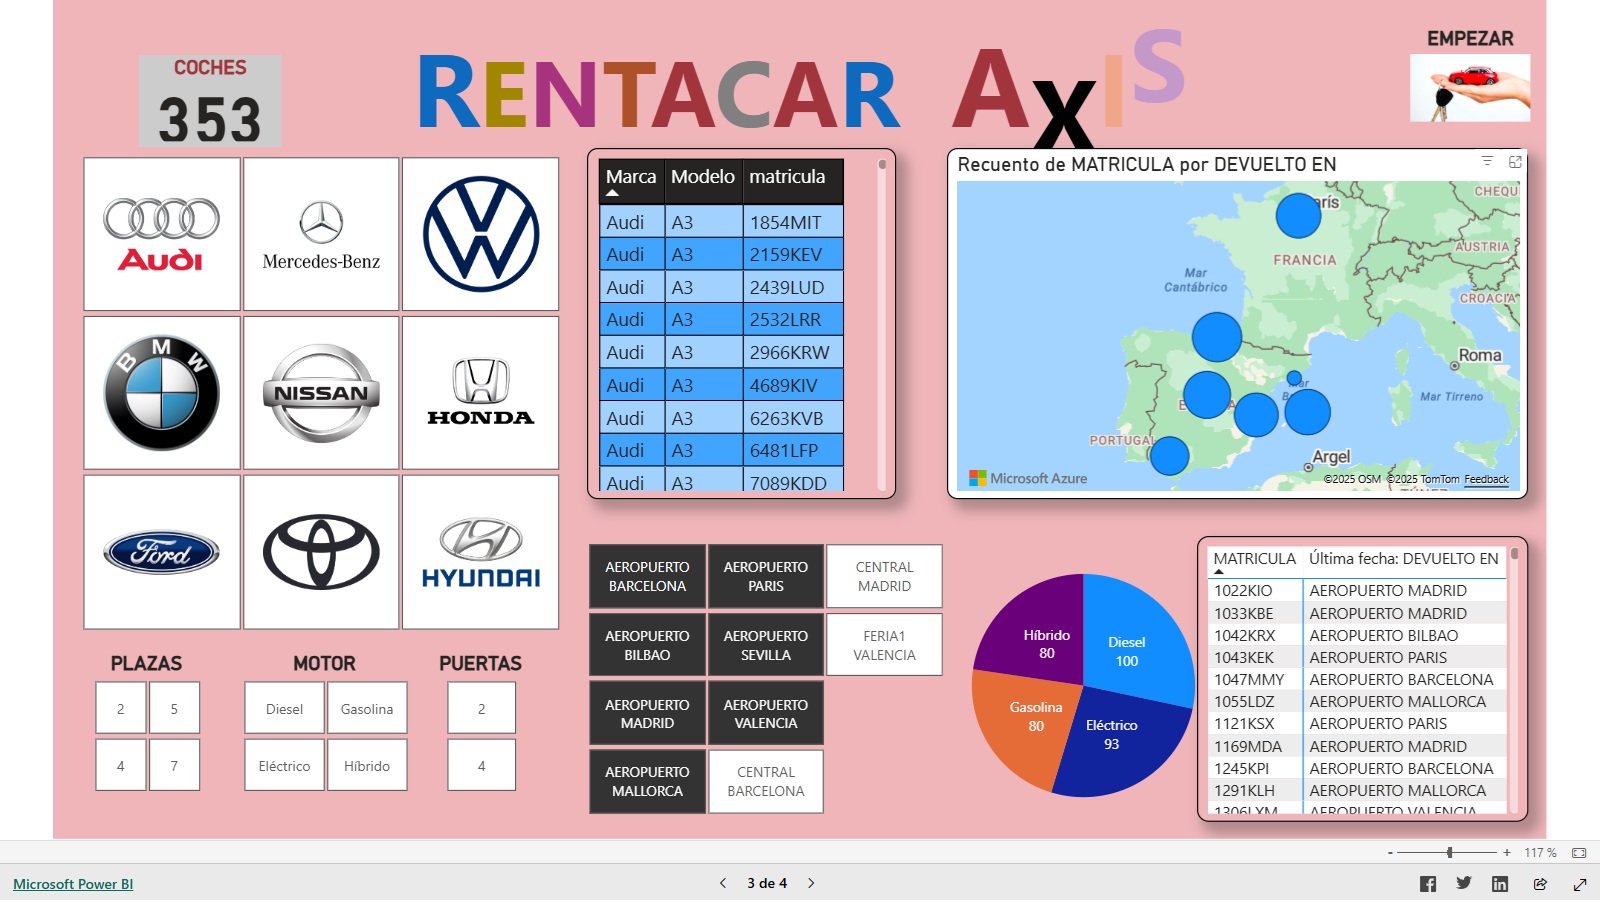 COCHES
353
RENTACAR AXIS
EMPEZAR
Audi
Mercedes-Benz
BMW
NISSAN
HONDA
Ford
HYUNDAI
PLAZAS
2 5
4 7
MOTOR
Diesel Gasolina
Eléctrico Híbrido
PUERTAS
2
4
Marca Modelo matricula
Audi A3 1854MIT
Audi A3 2159KEV
Audi A3 2439LUD
Audi A3 2532LRR
Audi A3 2966KRW
Audi A3 4689KIV
Audi A3 6263KVB
Audi A3 6481LFP
Audi A3 7089KDD
Recuento de MATRICULA por DEVUELTO EN
arís
CHEQU
AUSTRIA
FRANCIA
Mar
Cantábrico
CROACIA
Roma
Mar
Mar Tirreno
PORTUGAL
Argel
Microsoft Azure
©2025 OSM ©2025 TomTom Feedback
AEROPUERTO
BARCELONA
AEROPUERTO
PARIS
CENTRAL
MADRID
AEROPUERTO
BILBAO
AEROPUERTO
SEVILLA
FERIA1
VALENCIA
AEROPUERTO
MADRID
AEROPUERTO
VALENCIA
AEROPUERTO
MALLORCA
CENTRAL
BARCELONA
Híbrido
80
Diesel
100
Gasolina
80
Eléctrico
93
MATRICULA Última fecha: DEVUELTO EN
1022KIO AEROPUERTO MADRID
1033KBE AEROPUERTO MADRID
1042KRX AEROPUERTO BILBAO
1043KEK AEROPUERTO PARIS
1047MMY AEROPUERTO BARCELONA
1055LDZ AEROPUERTO MALLORCA
1121KSX AEROPUERTO PARIS
1169MDA AEROPUERTO MADRID
1245KPI AEROPUERTO BARCELONA
1291KLH AEROPUERTO MALLORCA
1306LXM AEROPUERTO VALENCIA
- + 117 %
Microsoft Power BI
3 de 4